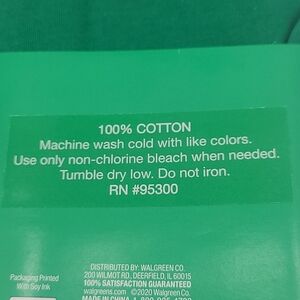 100% COTTON
Machine wash cold with like colors.
Use only non-chlorine bleach when needed.
Tumble dry low. Do not iron.
RN #95300
Packaging Printed
With Soy Ink
DISTRIBUTED BY: WALGREEN CO.
200 WILMOT RD., DEERFIELD, IL 60015
100% SATISFACTION GUARANTEED
walgreens.com ©2020 Walgreen Co.
MADE IN CHINA